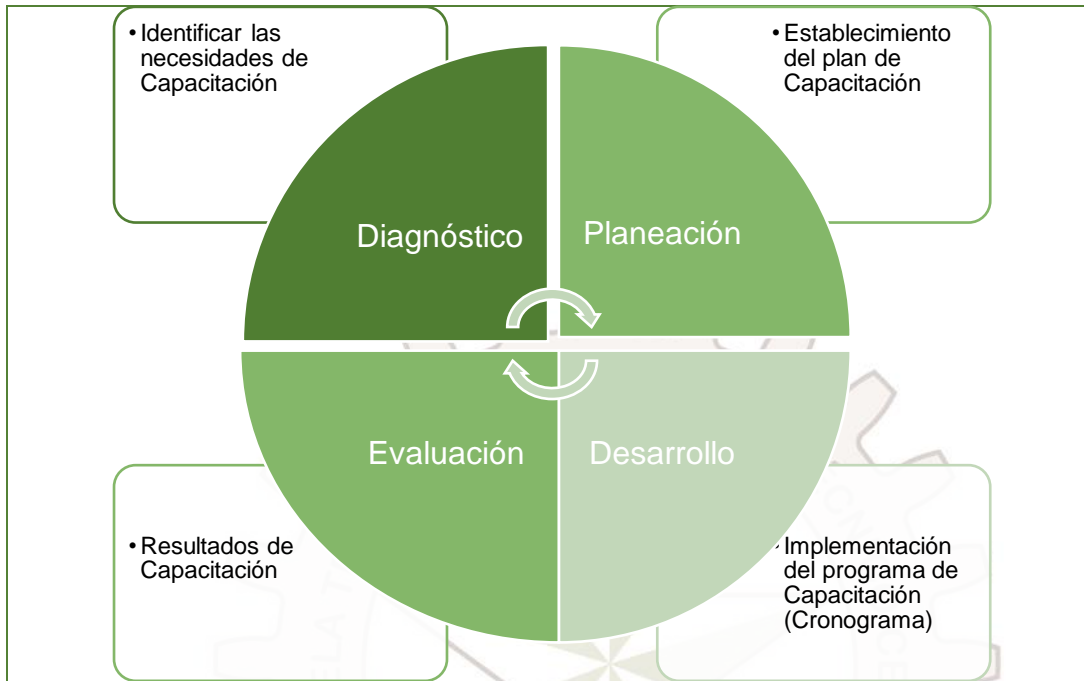 • Identificar las
necesidades de
Capacitación
• Establecimiento
del plan de
Capacitación
Diagnóstico
Planeación
Evaluación
Desarrollo
• Resultados de
Capacitación
• Implementación
del programa de
Capacitación
(Cronograma)